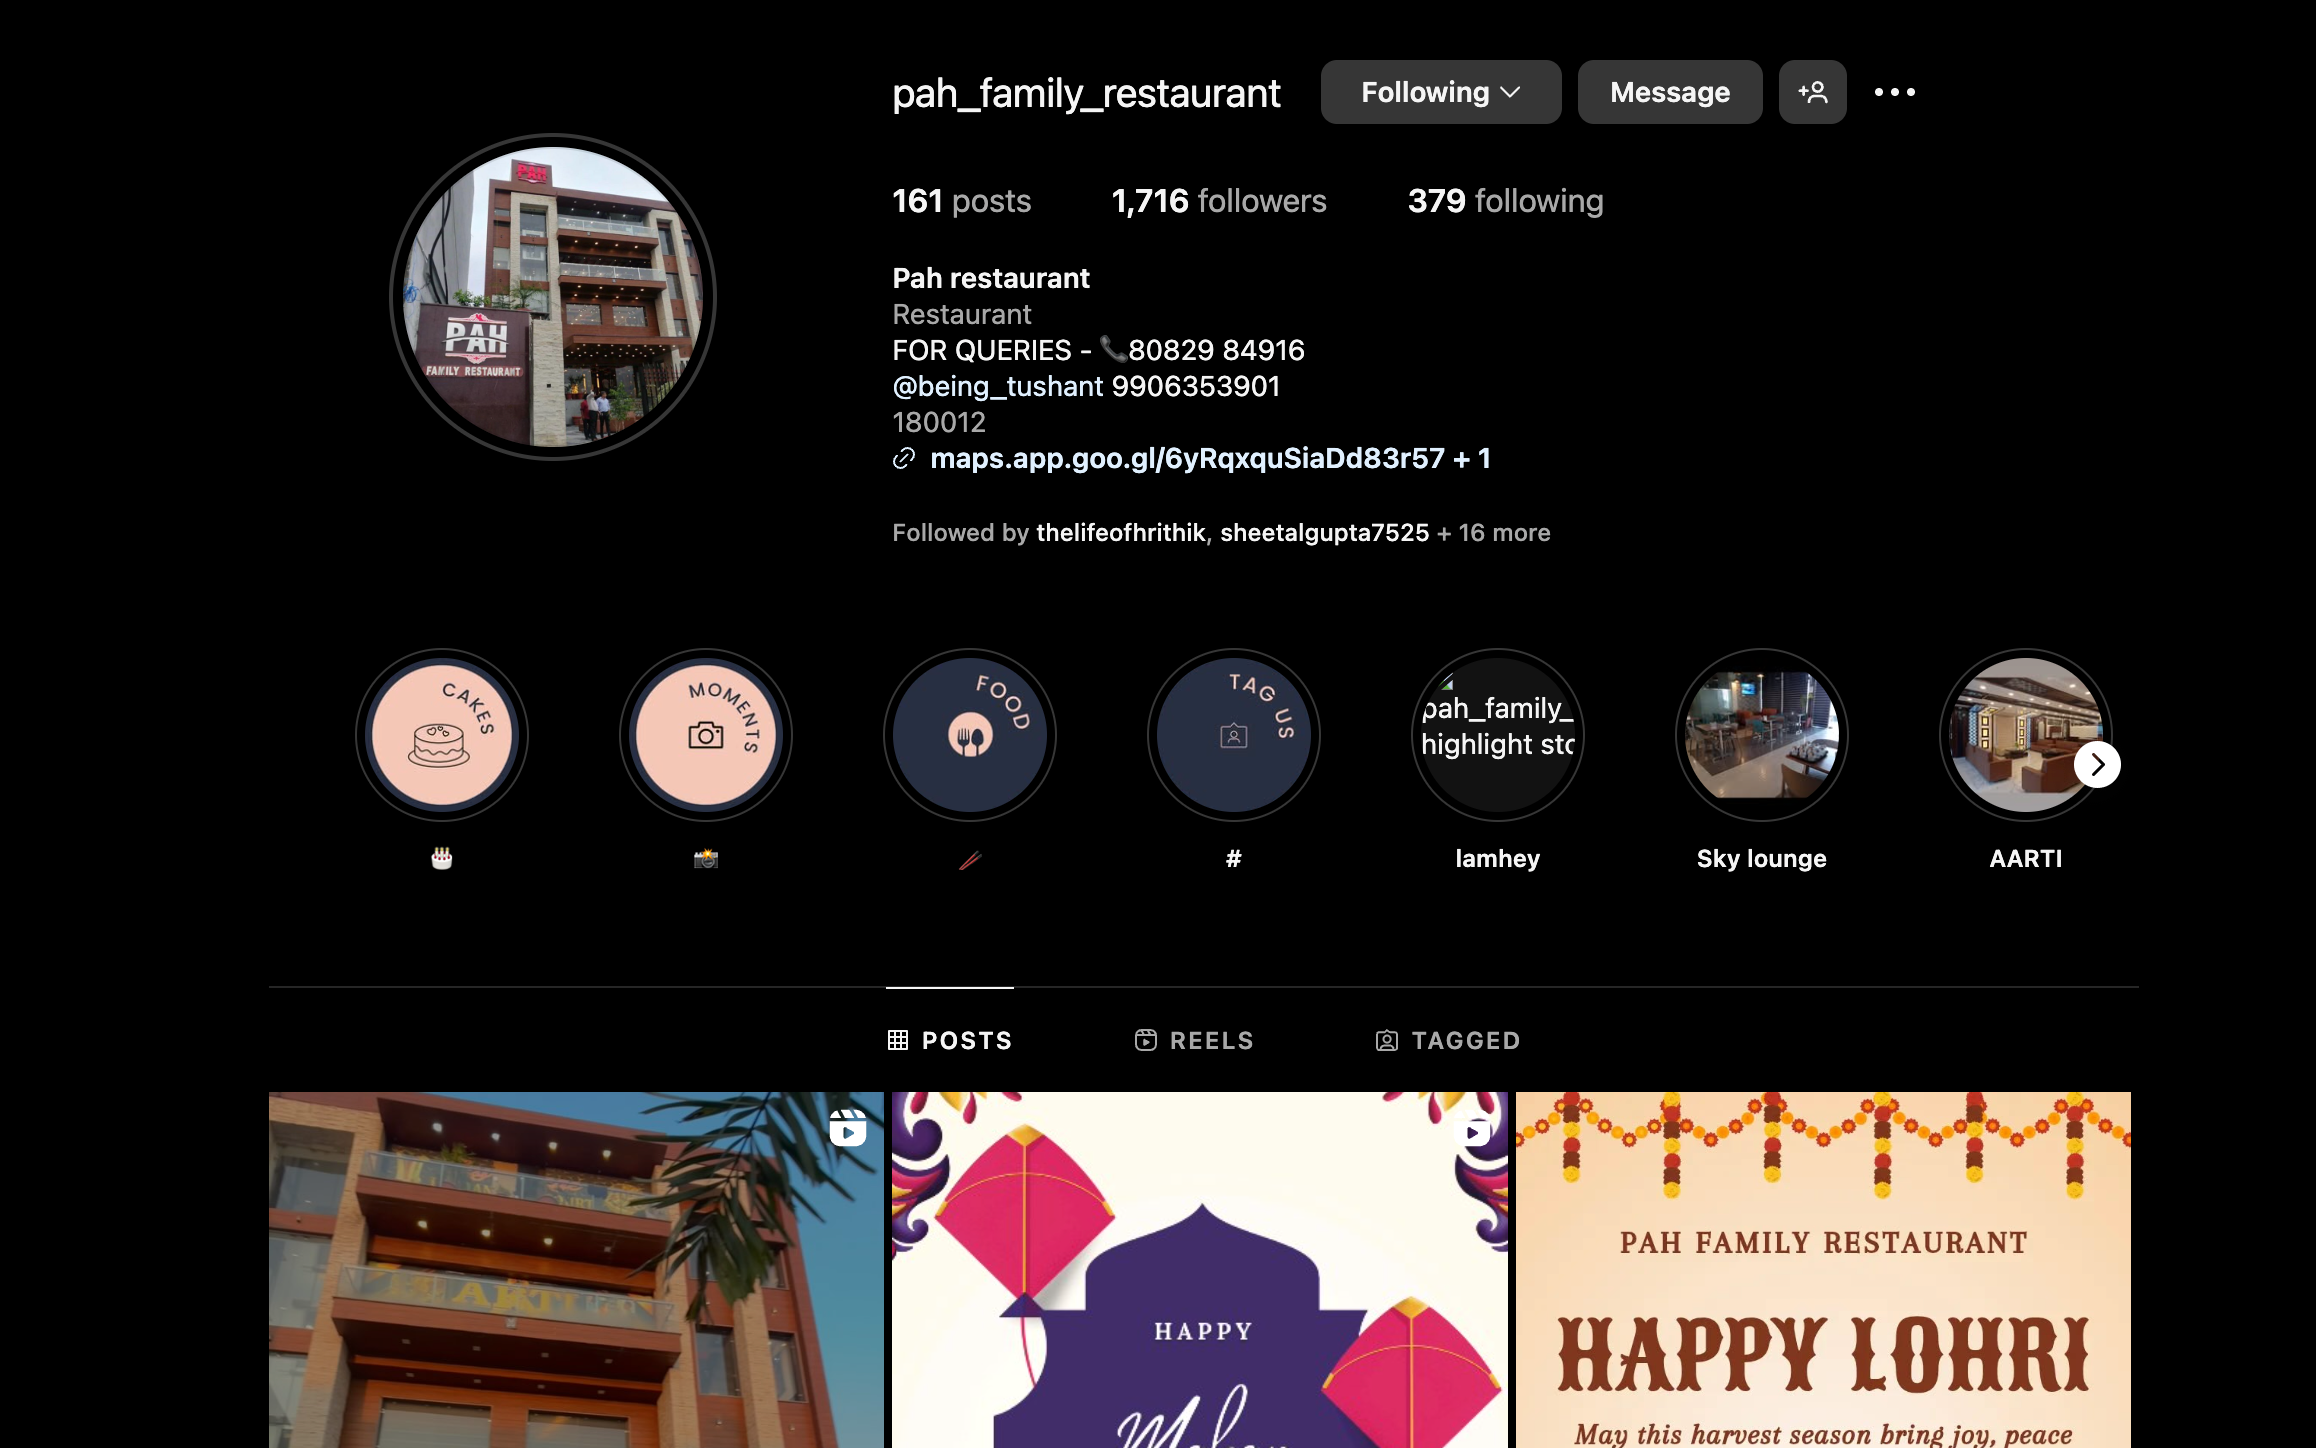 pah_family_restaurant
Following
Message
161 posts
1,716 followers
379 following
Pah restaurant
Restaurant
FOR QUERIES - 📞80829 84916
@being_tushant 9906353901
180012
maps.app.goo.gl/6yRqxquSiaDd83r57 + 1
Followed by thelifeofhrithik, sheetalgupta7525 + 16 more
PAH
PAH
FAMILY RESTAURANT
CAKES
MOMENTS
FOOD
TAG US
pah_family_
highlight sto
#
lamhey
Sky lounge
AARTI
POSTS
REELS
TAGGED
HAPPY
PAH FAMILY RESTAURANT
HAPPY LOHRI
May this harvest season bring joy, peace